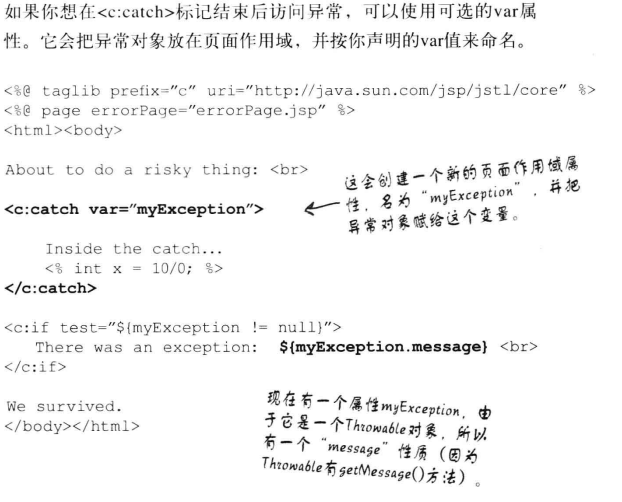 如果你想在<c:catch>标记结束后访问异常，可以使用可选的var属
性。它会把异常对象放在页面作用域，并按你声明的var值来命名。
<%@ taglib prefix="c" uri="http://java.sun.com/jsp/jstl/core" %>
<%@ page errorPage="errorPage.jsp" %>
<html><body>
About to do a risky thing: <br>
<c:catch var="myException">
这会创建一个新的页面作用域属
性，名为“myException”，并把
异常对象赋给这个变量。
Inside the catch...
<% int x = 10/0; %>
</c:catch>
<c:if test="${myException != null}">
There was an exception: ${myException.message} <br>
</c:if>
We survived.
</body></html>
现在有一个属性myException，由
于它是一个Throwable对象，所以
有一个“message”性质（因为
Throwable有getMessage()方法）。